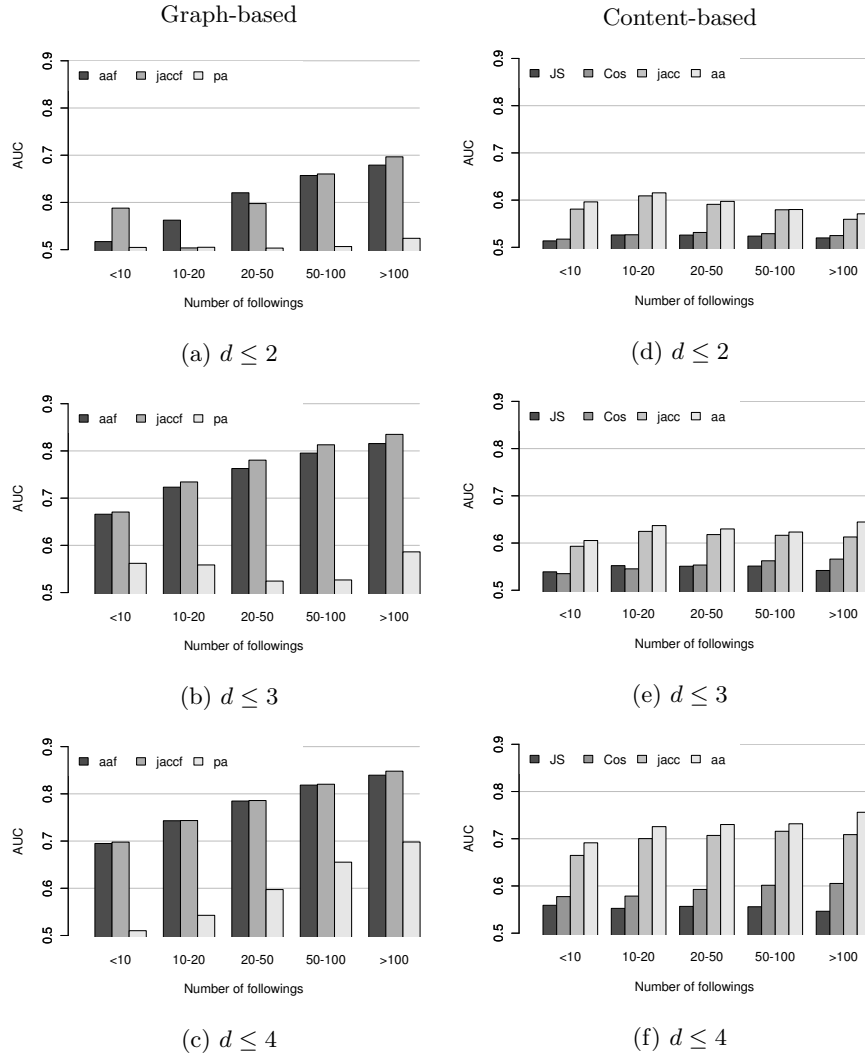 Graph-based
AUC
0.5 0.6 0.7 0.8 0.9
aaf jaccf pa
<10 10-20 20-50 50-100 >100
Number of followings
(a) d ≤ 2
AUC
0.5 0.6 0.7 0.8 0.9
aaf jaccf pa
<10 10-20 20-50 50-100 >100
Number of followings
(b) d ≤ 3
AUC
0.5 0.6 0.7 0.8 0.9
aaf jaccf pa
<10 10-20 20-50 50-100 >100
Number of followings
(c) d ≤ 4
Content-based
AUC
0.5 0.6 0.7 0.8 0.9
JS Cos jacc aa
<10 10-20 20-50 50-100 >100
Number of followings
(d) d ≤ 2
AUC
0.5 0.6 0.7 0.8 0.9
JS Cos jacc aa
<10 10-20 20-50 50-100 >100
Number of followings
(e) d ≤ 3
AUC
0.5 0.6 0.7 0.8 0.9
JS Cos jacc aa
<10 10-20 20-50 50-100 >100
Number of followings
(f) d ≤ 4